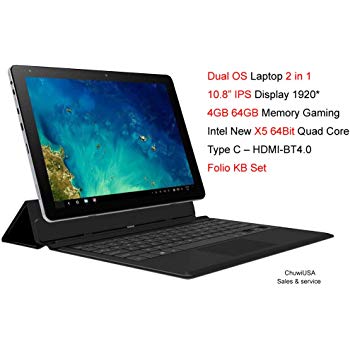 Dual OS Laptop 2 in 1
10.8" IPS Display 1920*
4GB 64GB Memory Gaming
Intel New X5 64Bit Quad Core
Type C – HDMI-BT4.0
Folio KB Set
ChuwiUSA
Sales & service